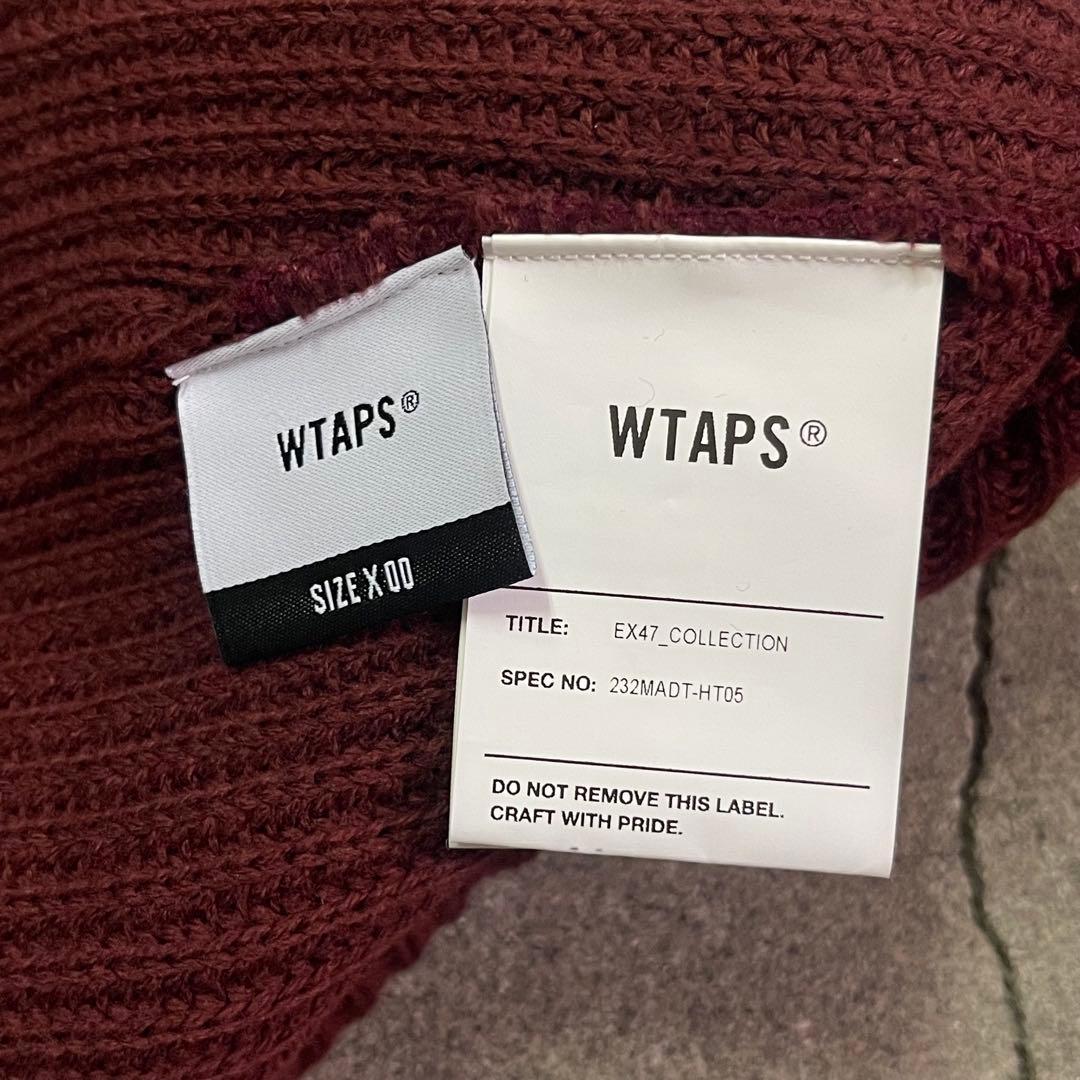 WTAPS®
SIZE X 00
WTAPS®
TITLE: EX47_COLLECTION
SPEC NO: 232MADT-HT05
DO NOT REMOVE THIS LABEL.
CRAFT WITH PRIDE.